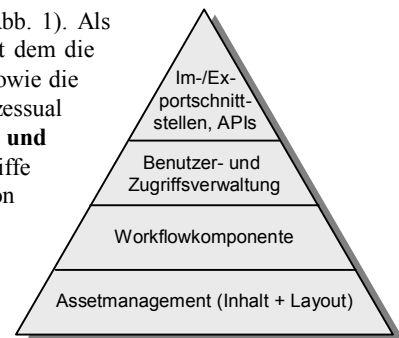 bb. 1). Als
t dem die
owie die
zessual
und
iffe
on
Im-/Ex-
portschnitt-
stellen, APIs
Benutzer- und
Zugriffsverwaltung
Workflowkomponente
Assetmanagement (Inhalt + Layout)